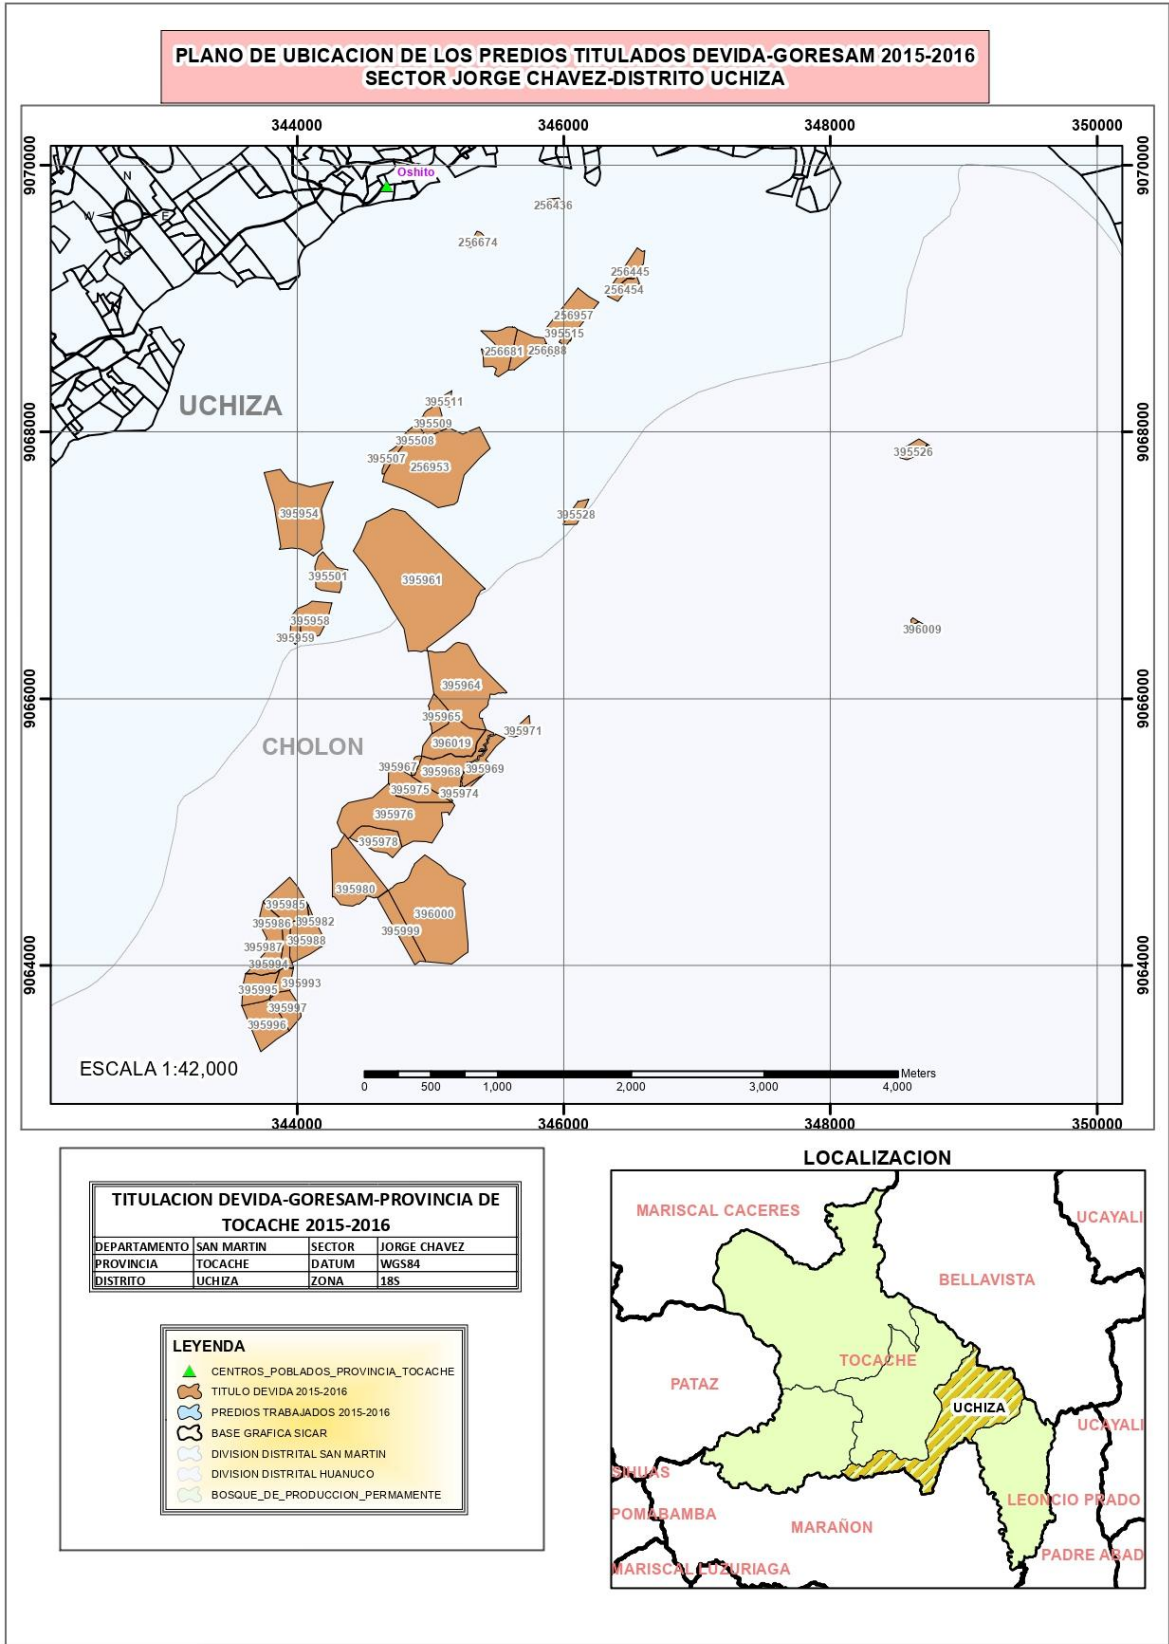 PLANO DE UBICACION DE LOS PREDIOS TITULADOS DEVIDA-GORESAM 2015-2016
SECTOR JORGE CHAVEZ-DISTRITO UCHIZA
344000 346000 348000 350000
9070000 9070000
Oshito
N
W E
S
256436
256674
256445
256454
256957
395515
256681 256688
UCHIZA
395511
395509
9068000 9068000
395508
395507
256953
395526
395954
395528
395501
395961
395958
395959
396009
395964
9066000 9066000
395965
395971
CHOLON
396019
395967
395968
395969
395975
395974
395976
395978
395980
396000
395985
395986 395982
395999
395987 395988
395994
9064000 9064000
395993
395995
395997
395996
ESCALA 1:42,000
Meters
0 500 1,000 2,000 3,000 4,000
344000 346000 348000 350000
TITULACION DEVIDA-GORESAM-PROVINCIA DE
TOCACHE 2015-2016
DEPARTAMENTO SAN MARTIN SECTOR JORGE CHAVEZ
PROVINCIA TOCACHE DATUM WGS84
DISTRITO UCHIZA ZONA 18S
LEYENDA
CENTROS_POBLADOS_PROVINCIA_TOCACHE
TITULO DEVIDA 2015-2016
PREDIOS TRABAJADOS 2015-2016
BASE GRAFICA SICAR
DIVISION DISTRITAL SAN MARTIN
DIVISION DISTRITAL HUANUCO
BOSQUE_DE_PRODUCCION_PERMAMENTE
LOCALIZACION
MARISCAL CACERES
UCAYALI
BELLAVISTA
TOCACHE
PATAZ
UCHIZA
UCAYALI
SIHUAS
LEONCIO PRADO
POMABAMBA
MARAÑON
PADRE ABAD
MARISCAL LUZURIAGA